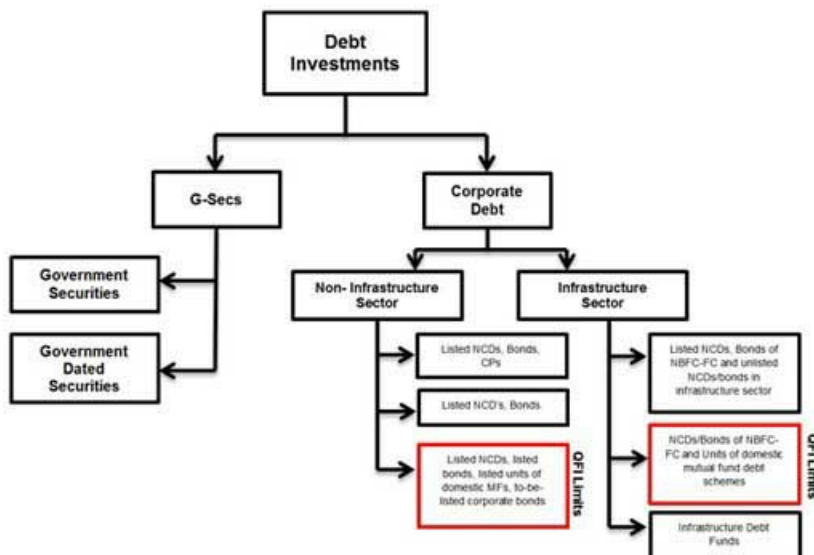 Debt
Investments
G-Secs
Corporate
Debt
Government
Securities
Government
Dated
Securities
Non- Infrastructure
Sector
Infrastructure
Sector
Listed NCDs, Bonds,
CPs
Listed NCD's, Bonds
Listed NCDs, listed
bonds, listed units of
domestic MFs, to-be-
listed corporate bonds
QFI Limits
Listed NCDs, Bonds of
NBFC-FC and unlisted
NCDs/bonds in
infrastructure sector
NCDs/Bonds of NBFC-
FC and Units of domestic
mutual fund debt
schemes
QFI Limits
Infrastructure Debt
Funds